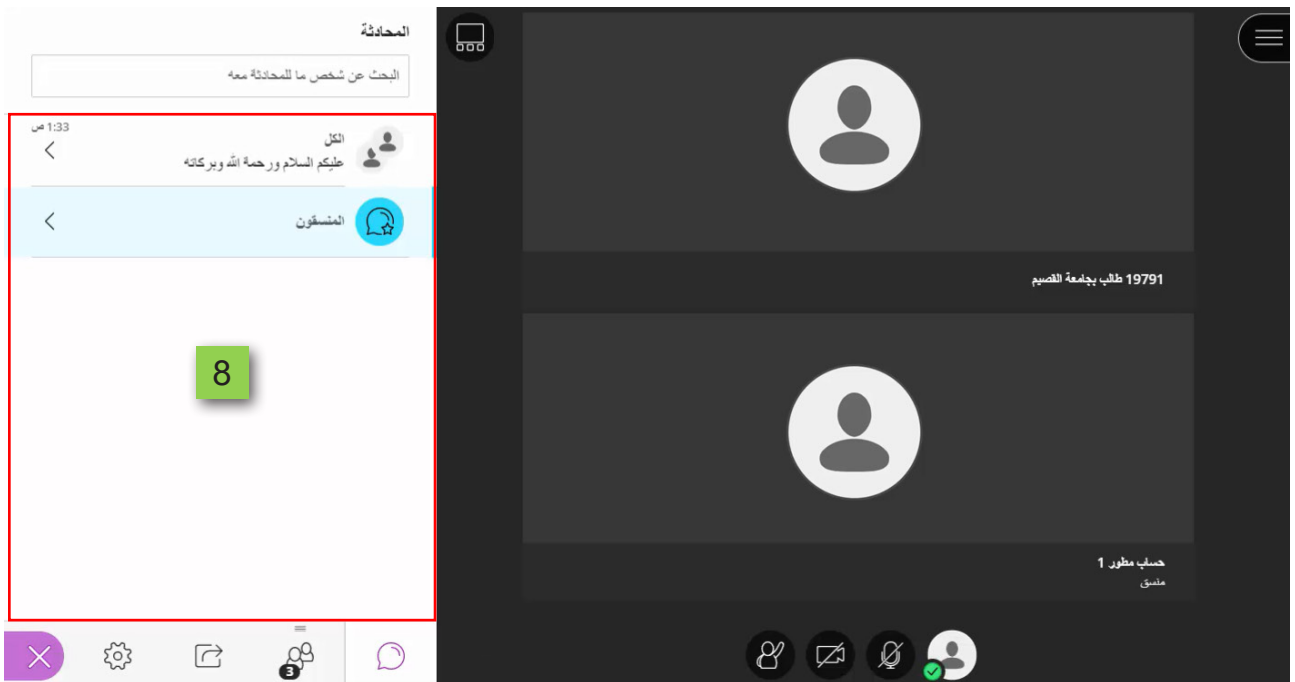 المحادثة
البحث عن شخص ما للمحادثة معه
1:33 ص
الكل
عليكم السلام ورحمة الله وبركاته
المنسقون
8
3
19791 طالب بجامعة القصيم
حساب مطور 1
منسق